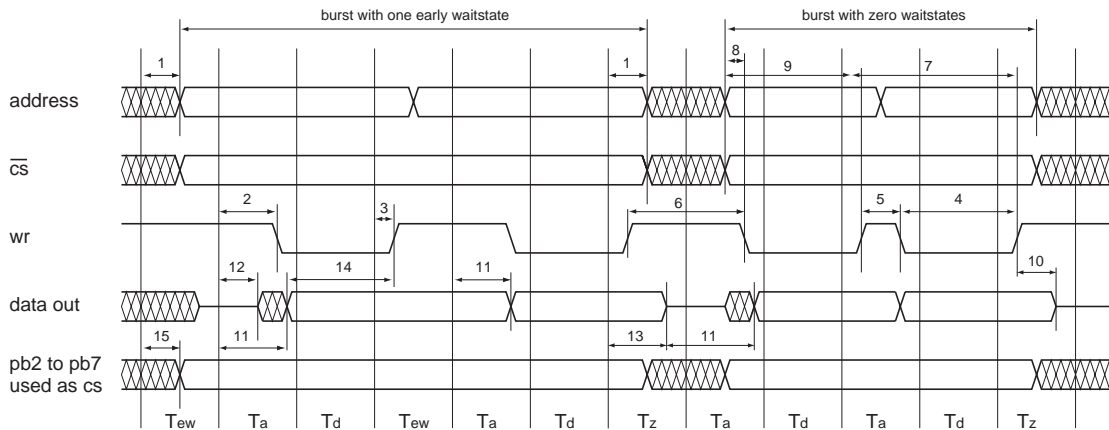 burst with one early waitstate burst with zero waitstates
1 1 8 9 7
address
cs
2 3 6 5 4
wr
12 14 11 10
data out
15 11 13 11
pb2 to pb7
used as cs
Tew Ta Td Tew Ta Td Tz Ta Td Ta Td Tz